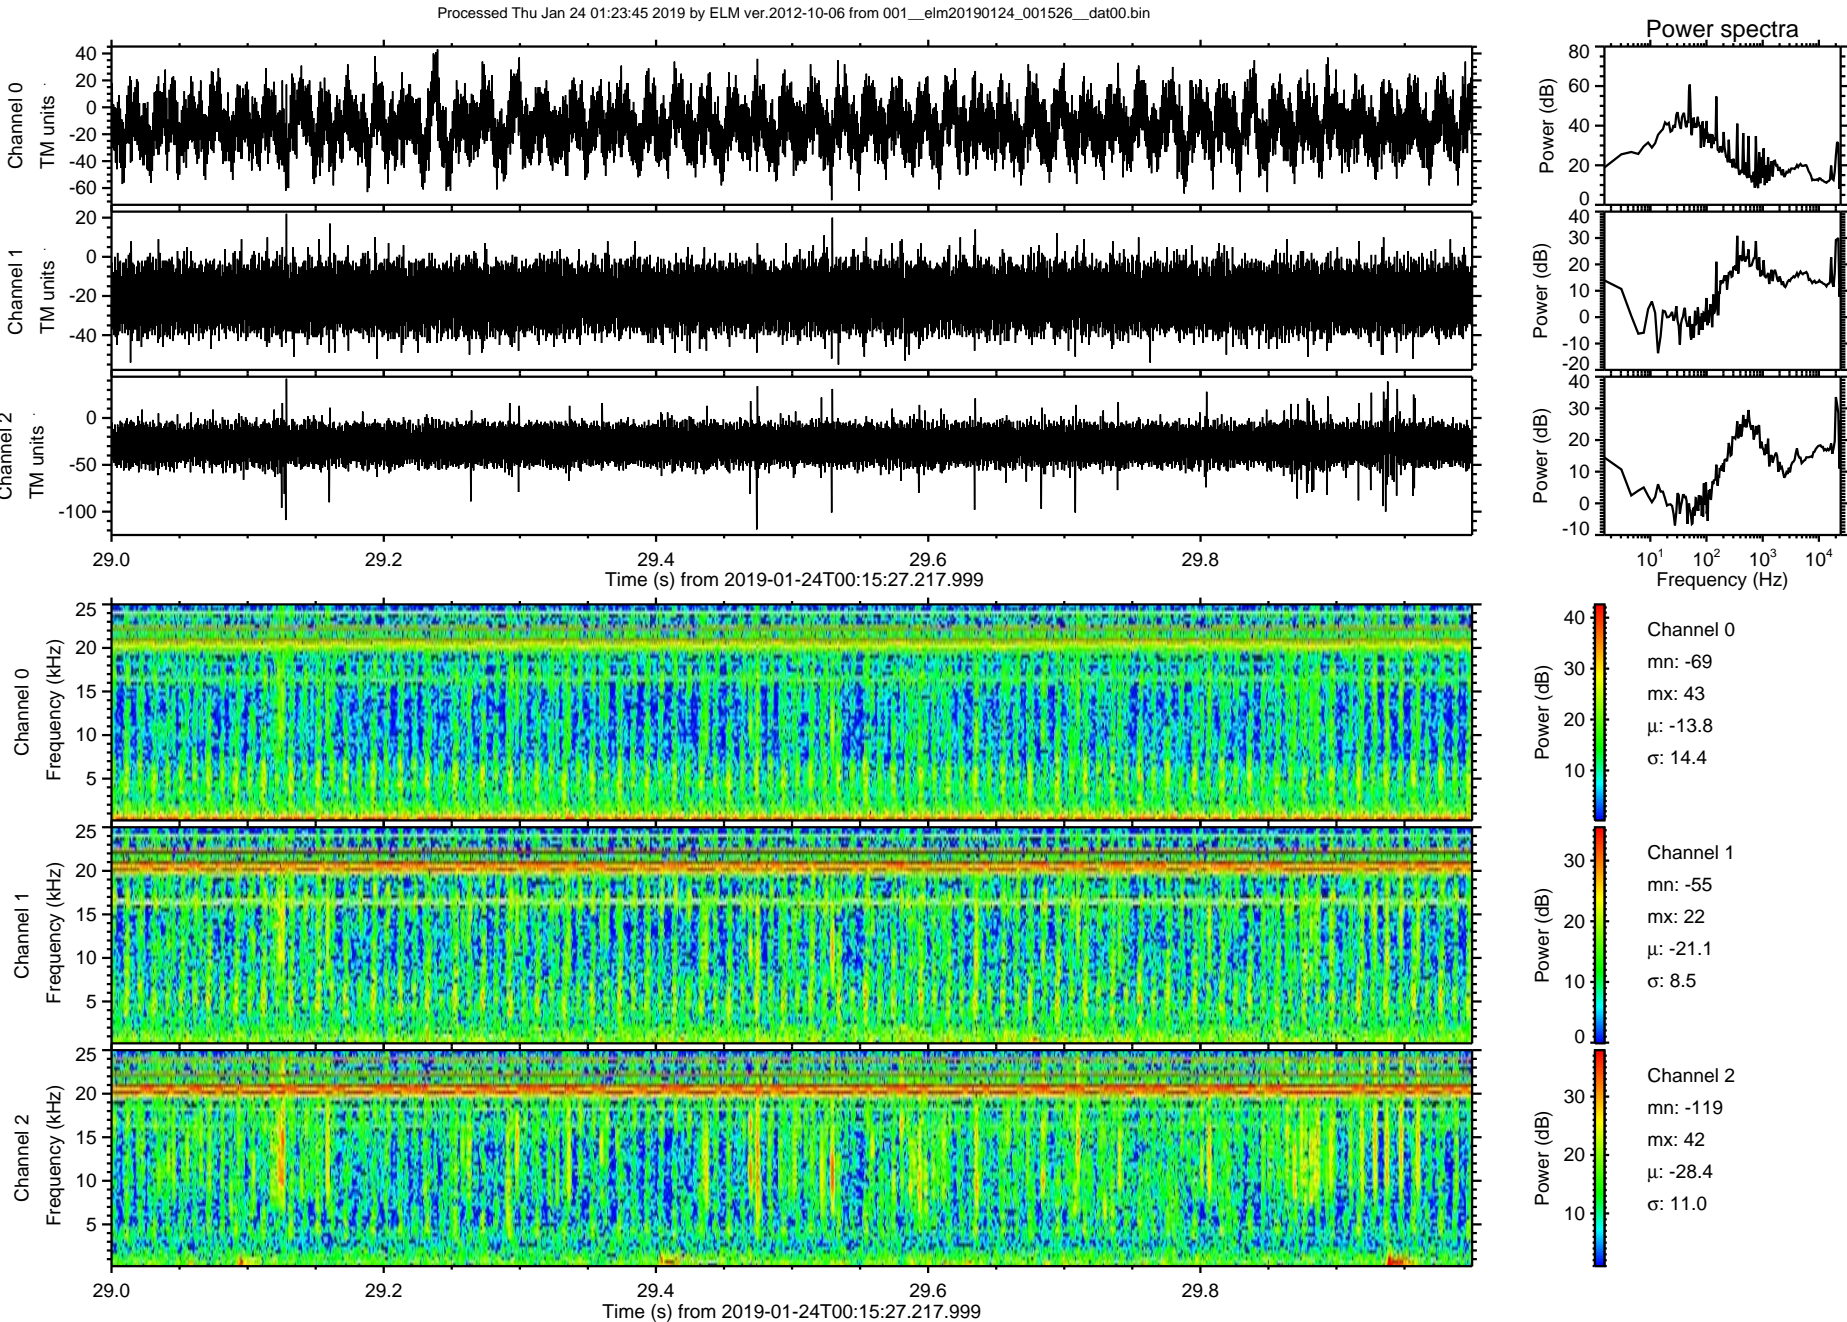 Processed Thu Jan 24 01:23:45 2019 by ELM ver.2012-10-06 from 001__elm20190124_001526__dat00.bin
Power spectra
Channel 0
TM units
40
20
0
-20
-40
-60
Power (dB)
80
60
40
20
0
Channel 1
TM units
20
0
-20
-40
Power (dB)
40
30
20
10
0
-10
-20
Channel 2
TM units
0
-50
-100
Power (dB)
40
30
20
10
0
-10
29.0 29.2 29.4 29.6 29.8
Time (s) from 2019-01-24T00:15:27.217.999
10^1 10^2 10^3 10^4
Frequency (Hz)
Channel 0
Frequency (kHz)
25
20
15
10
5
Power (dB)
40
30
20
10
Channel 0
mn: -69
mx: 43
μ: -13.8
σ: 14.4
Channel 1
Frequency (kHz)
25
20
15
10
5
Power (dB)
30
20
10
0
Channel 1
mn: -55
mx: 22
μ: -21.1
σ: 8.5
Channel 2
Frequency (kHz)
25
20
15
10
5
Power (dB)
30
20
10
Channel 2
mn: -119
mx: 42
μ: -28.4
σ: 11.0
29.0 29.2 29.4 29.6 29.8
Time (s) from 2019-01-24T00:15:27.217.999